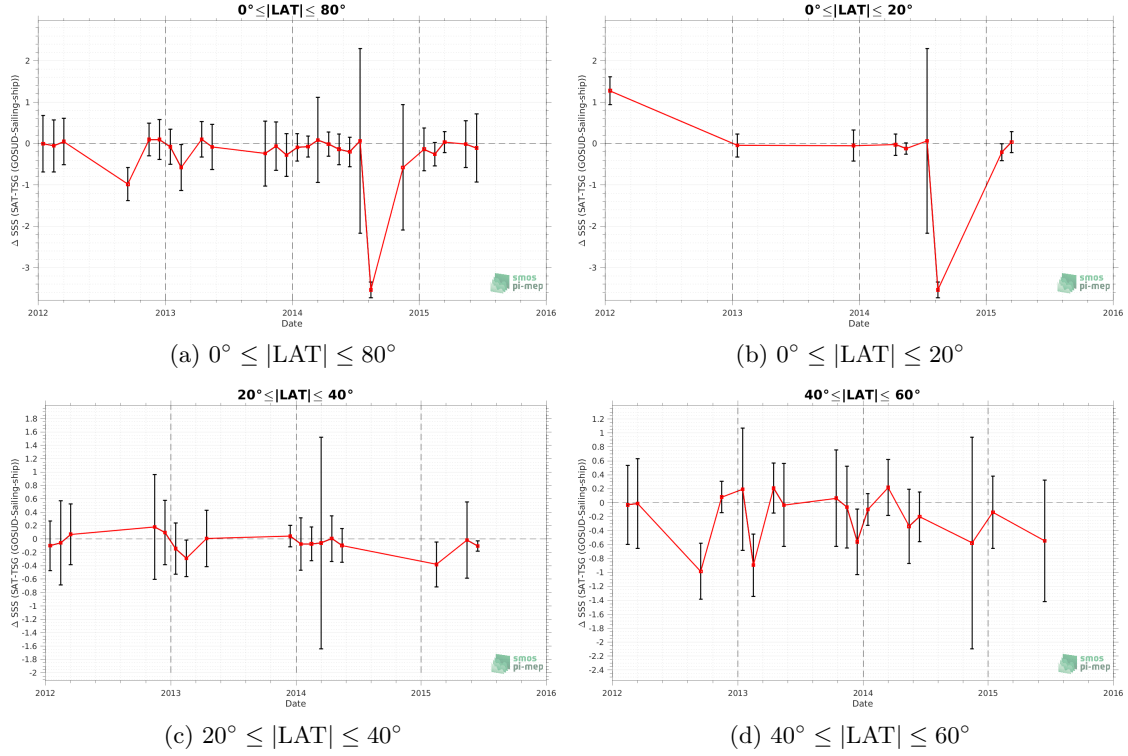 0°≤|LAT|≤ 80°
Δ SSS (SAT-TSG (GOSUD-Sailing-ship))
2
1
0
-1
-2
-3
2012 2013 2014 2015 2016
Date
smos
pi-mep
(a) 0° ≤ |LAT| ≤ 80°
0°≤|LAT|≤ 20°
Δ SSS (SAT-TSG (GOSUD-Sailing-ship))
2
1
0
-1
-2
-3
2012 2013 2014 2015 2016
Date
smos
pi-mep
(b) 0° ≤ |LAT| ≤ 20°
20°≤|LAT|≤ 40°
Δ SSS (SAT-TSG (GOSUD-Sailing-ship))
1.8
1.6
1.4
1.2
1
0.8
0.6
0.4
0.2
0
-0.2
-0.4
-0.6
-0.8
-1
-1.2
-1.4
-1.6
-1.8
-2
2012 2013 2014 2015 2016
Date
smos
pi-mep
(c) 20° ≤ |LAT| ≤ 40°
40°≤|LAT|≤ 60°
Δ SSS (SAT-TSG (GOSUD-Sailing-ship))
1.2
1
0.8
0.6
0.4
0.2
0
-0.2
-0.4
-0.6
-0.8
-1
-1.2
-1.4
-1.6
-1.8
-2
-2.2
-2.4
2012 2013 2014 2015 2016
Date
smos
pi-mep
(d) 40° ≤ |LAT| ≤ 60°